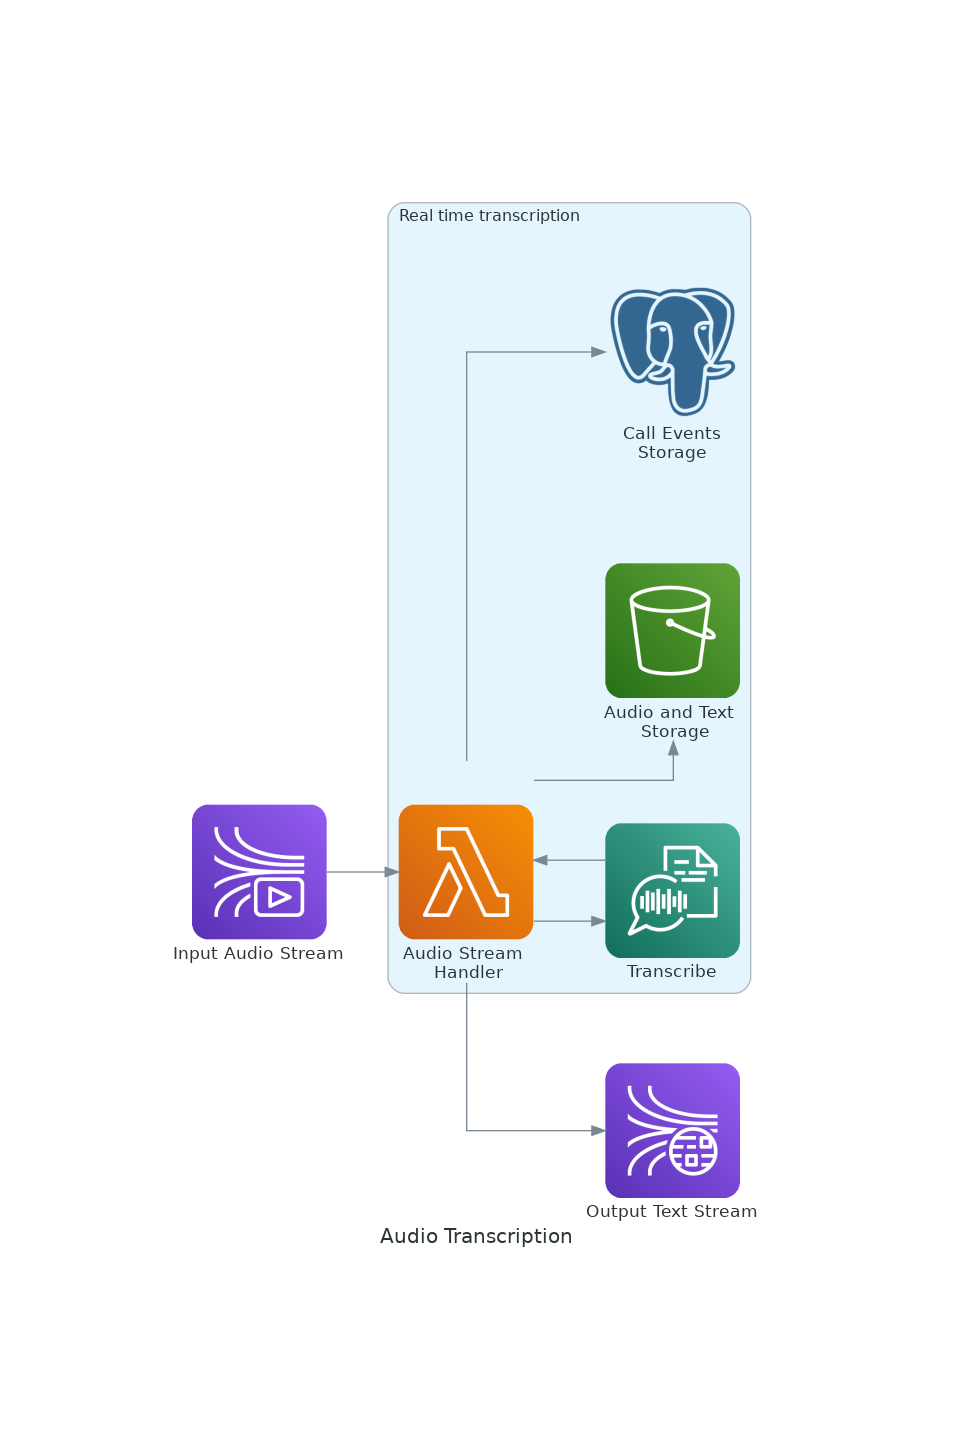 Real time transcription
Call Events
Storage
Audio and Text
Storage
Input Audio Stream
Audio Stream
Handler
Transcribe
Output Text Stream
Audio Transcription